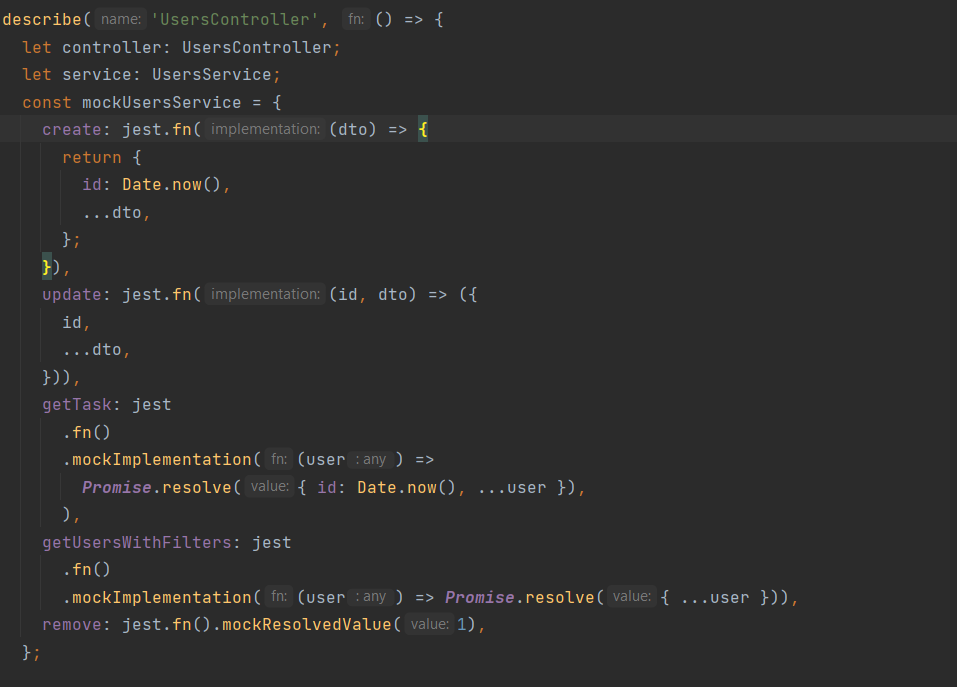 describe( name: 'UsersController', fn: () => {
  let controller: UsersController;
  let service: UsersService;
  const mockUsersService = {
    create: jest.fn( implementation: (dto) => {
      return {
        id: Date.now(),
        ...dto,
      };
    }),
    update: jest.fn( implementation: (id, dto) => ({
      id,
      ...dto,
    })),
    getTask: jest
      .fn()
      .mockImplementation( fn: (user : any ) =>
        Promise.resolve( value: { id: Date.now(), ...user }),
      ),
    getUsersWithFilters: jest
      .fn()
      .mockImplementation( fn: (user : any ) => Promise.resolve( value: { ...user })),
    remove: jest.fn().mockResolvedValue( value: 1),
  };